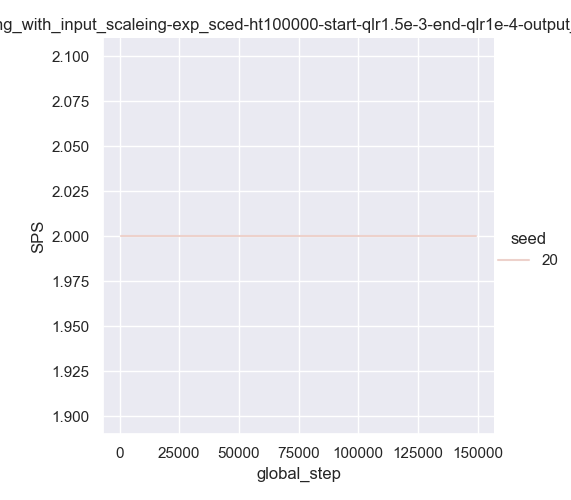 ng_with_input_scaleing-exp_sced-ht100000-start-qlr1.5e-3-end-qlr1e-4-output_
2.100
2.075
2.050
2.025
2.000
1.975
1.950
1.925
1.900
SPS
0 25000 50000 75000 100000 125000 150000
global_step
seed
20